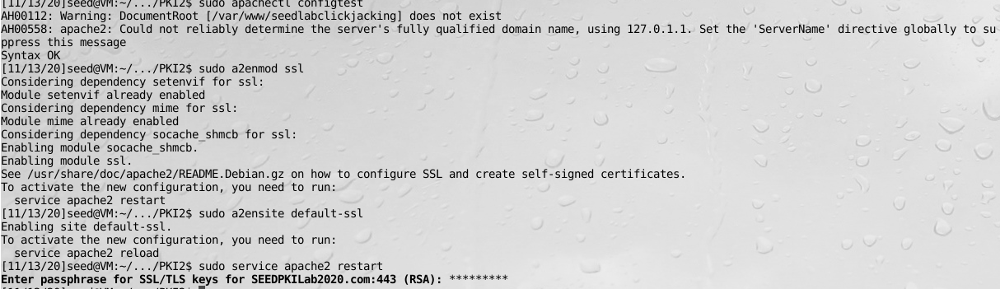 [11/13/20]seed@VM:~/.../PKI2$ sudo apachectl configtest
AH00112: Warning: DocumentRoot [/var/www/seedlabclickjacking] does not exist
AH00558: apache2: Could not reliably determine the server's fully qualified domain name, using 127.0.1.1. Set the 'ServerName' directive globally to su
ppress this message
Syntax OK
[11/13/20]seed@VM:~/.../PKI2$ sudo a2enmod ssl
Considering dependency setenvif for ssl:
Module setenvif already enabled
Considering dependency mime for ssl:
Module mime already enabled
Considering dependency socache_shmcb for ssl:
Enabling module socache_shmcb.
Enabling module ssl.
See /usr/share/doc/apache2/README.Debian.gz on how to configure SSL and create self-signed certificates.
To activate the new configuration, you need to run:
  service apache2 restart
[11/13/20]seed@VM:~/.../PKI2$ sudo a2ensite default-ssl
Enabling site default-ssl.
To activate the new configuration, you need to run:
  service apache2 reload
[11/13/20]seed@VM:~/.../PKI2$ sudo service apache2 restart
Enter passphrase for SSL/TLS keys for SEEDPKILab2020.com:443 (RSA): *********